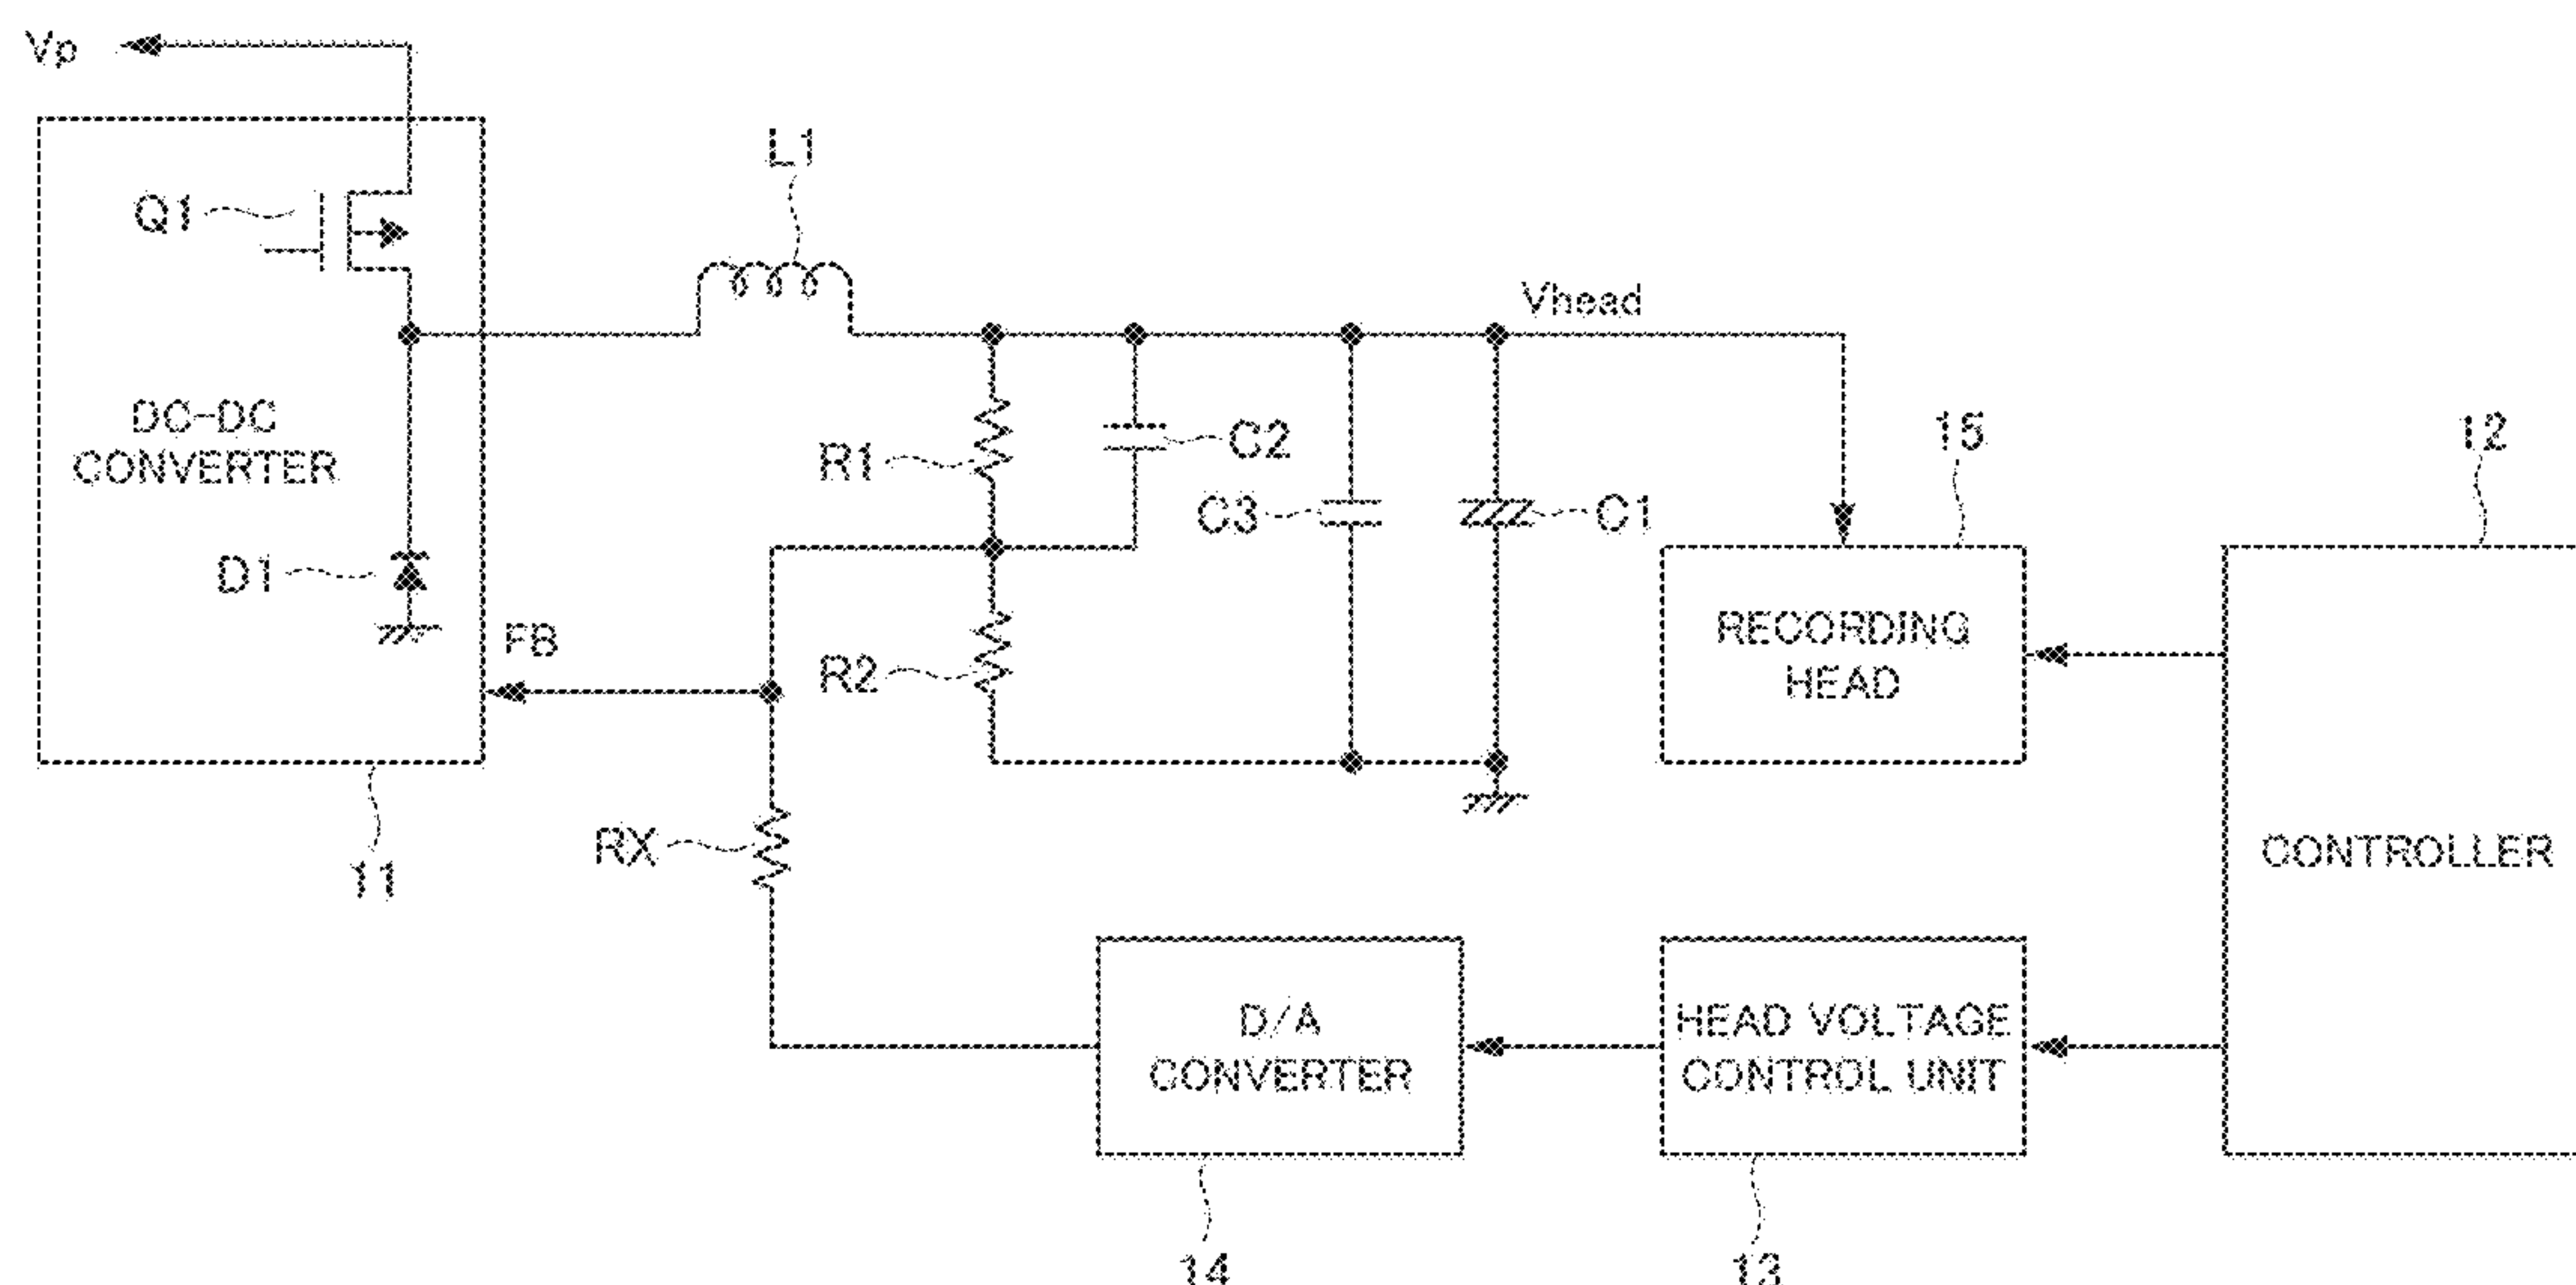 Vp
L1
Q1
Vhead
DC-DC
CONVERTER
R1
C2
C3
C1
15
12
D1
FB
R2
RECORDING
HEAD
RX
11
CONTROLLER
D/A
CONVERTER
HEAD VOLTAGE
CONTROL UNIT
14
13